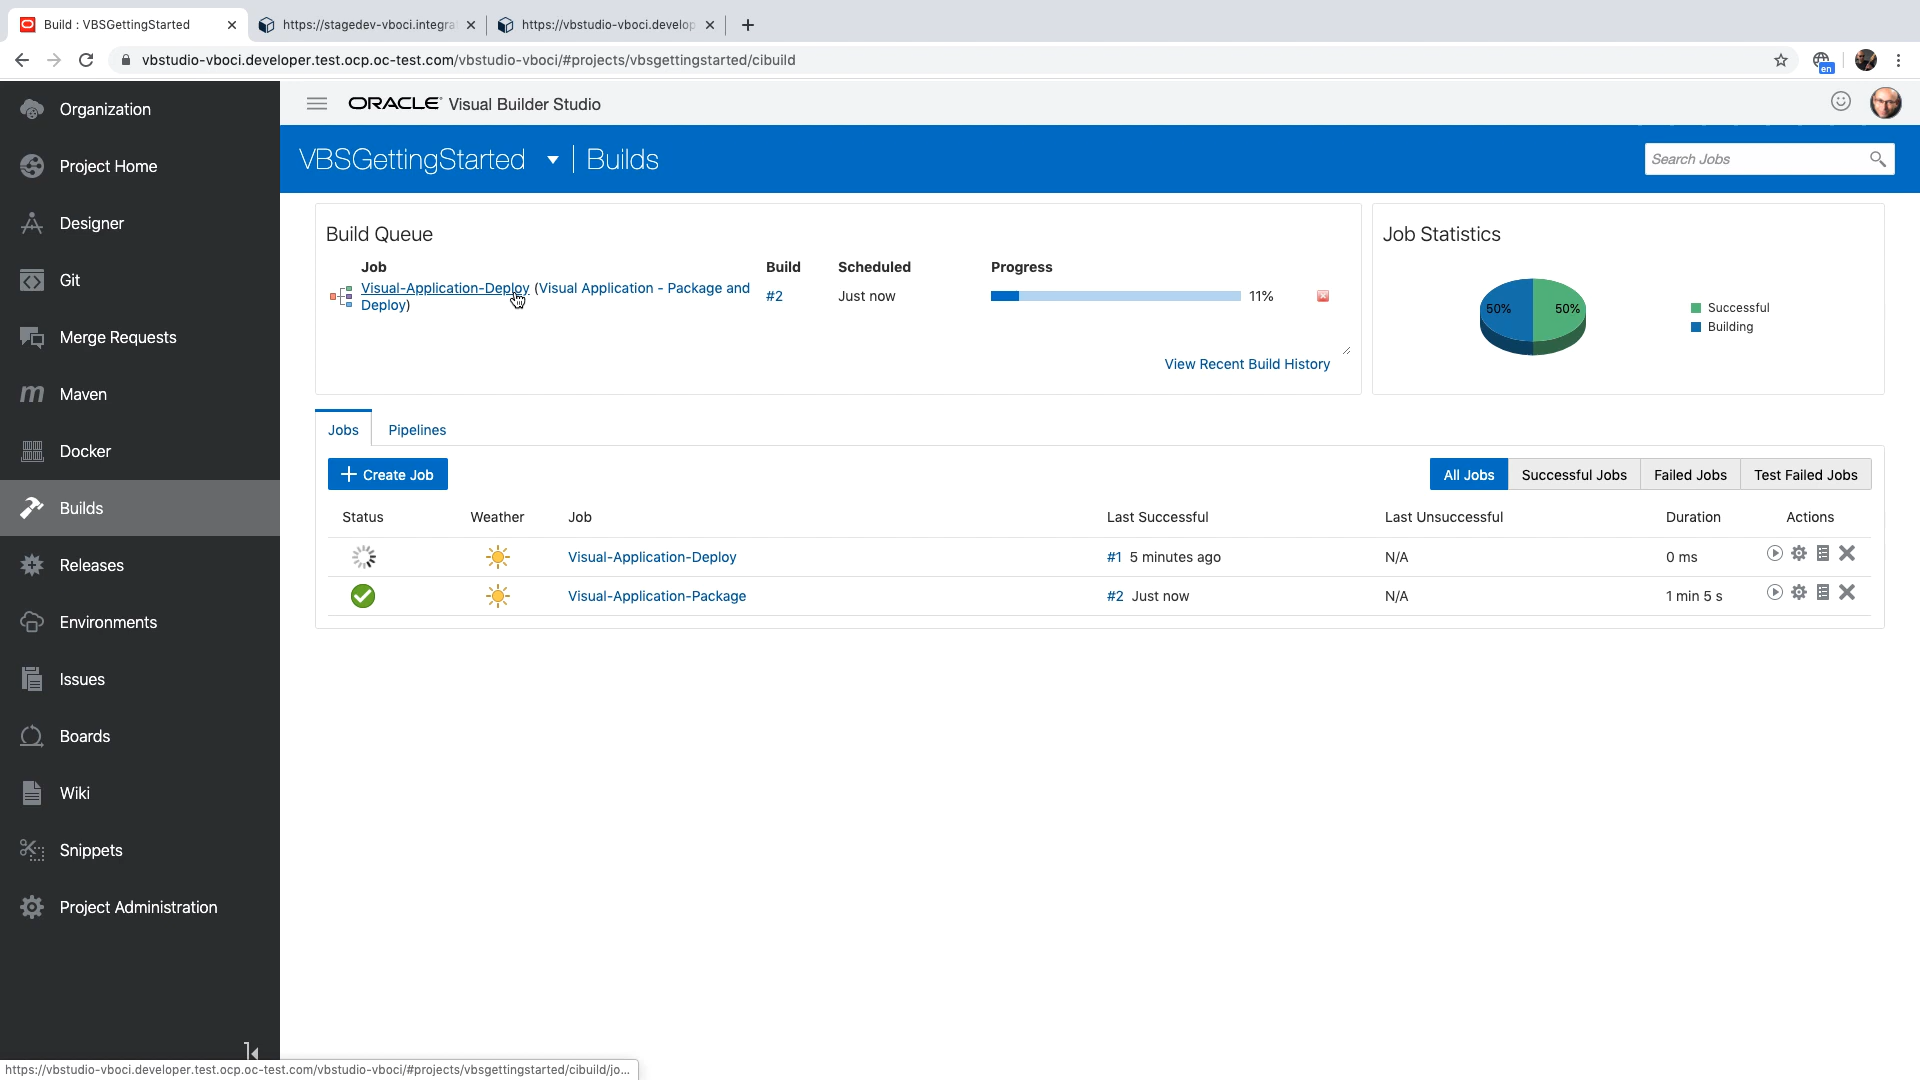 Build : VBSGettingStarted
https://stagedev-vboci.integra
https://vbstudio-vboci.develop
vbstudio-vboci.developer.test.ocp.oc-test.com/vbstudio-vboci/#projects/vbsgettingstarted/cibuild
en
Organization
Project Home
Designer
Git
Merge Requests
Maven
Docker
Builds
Releases
Environments
Issues
Boards
Wiki
Snippets
Project Administration
ORACLE Visual Builder Studio
VBSGettingStarted | Builds
Search Jobs
Build Queue
Job Build Scheduled Progress
Visual-Application-Deploy (Visual Application - Package and
Deploy)
#2 Just now 11%
View Recent Build History
Job Statistics
50% 50%
Successful
Building
Jobs Pipelines
+ Create Job
All Jobs Successful Jobs Failed Jobs Test Failed Jobs
Status Weather Job Last Successful Last Unsuccessful Duration Actions
Visual-Application-Deploy #1 5 minutes ago N/A 0 ms
Visual-Application-Package #2 Just now N/A 1 min 5 s
https://vbstudio-vboci.developer.test.ocp.oc-test.com/vbstudio-vboci/#projects/vbsgettingstarted/cibuild/jo...